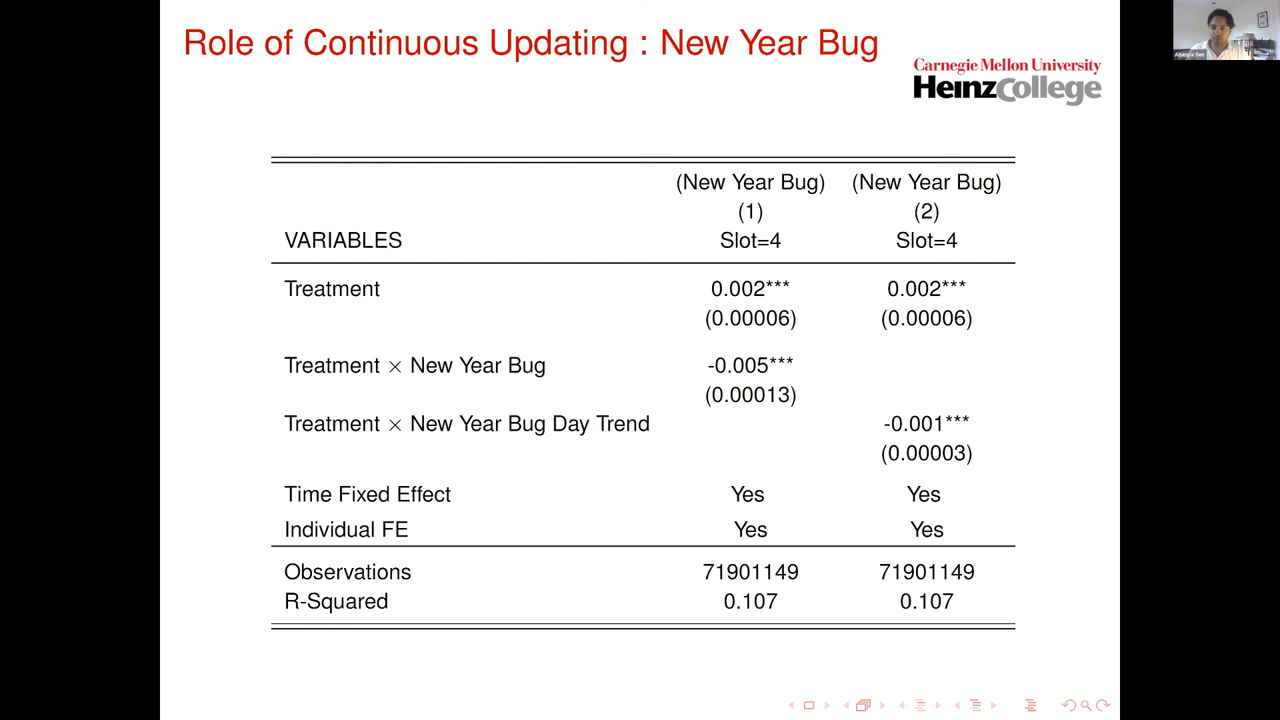 Role of Continuous Updating : New Year Bug
Carnegie Mellon University
HeinzCollege
(New Year Bug) (New Year Bug)
(1) (2)
VARIABLES Slot=4 Slot=4
Treatment 0.002*** 0.002***
(0.00006) (0.00006)
Treatment × New Year Bug -0.005***
(0.00013)
Treatment × New Year Bug Day Trend -0.001***
(0.00003)
Time Fixed Effect Yes Yes
Individual FE Yes Yes
Observations 71901149 71901149
R-Squared 0.107 0.107